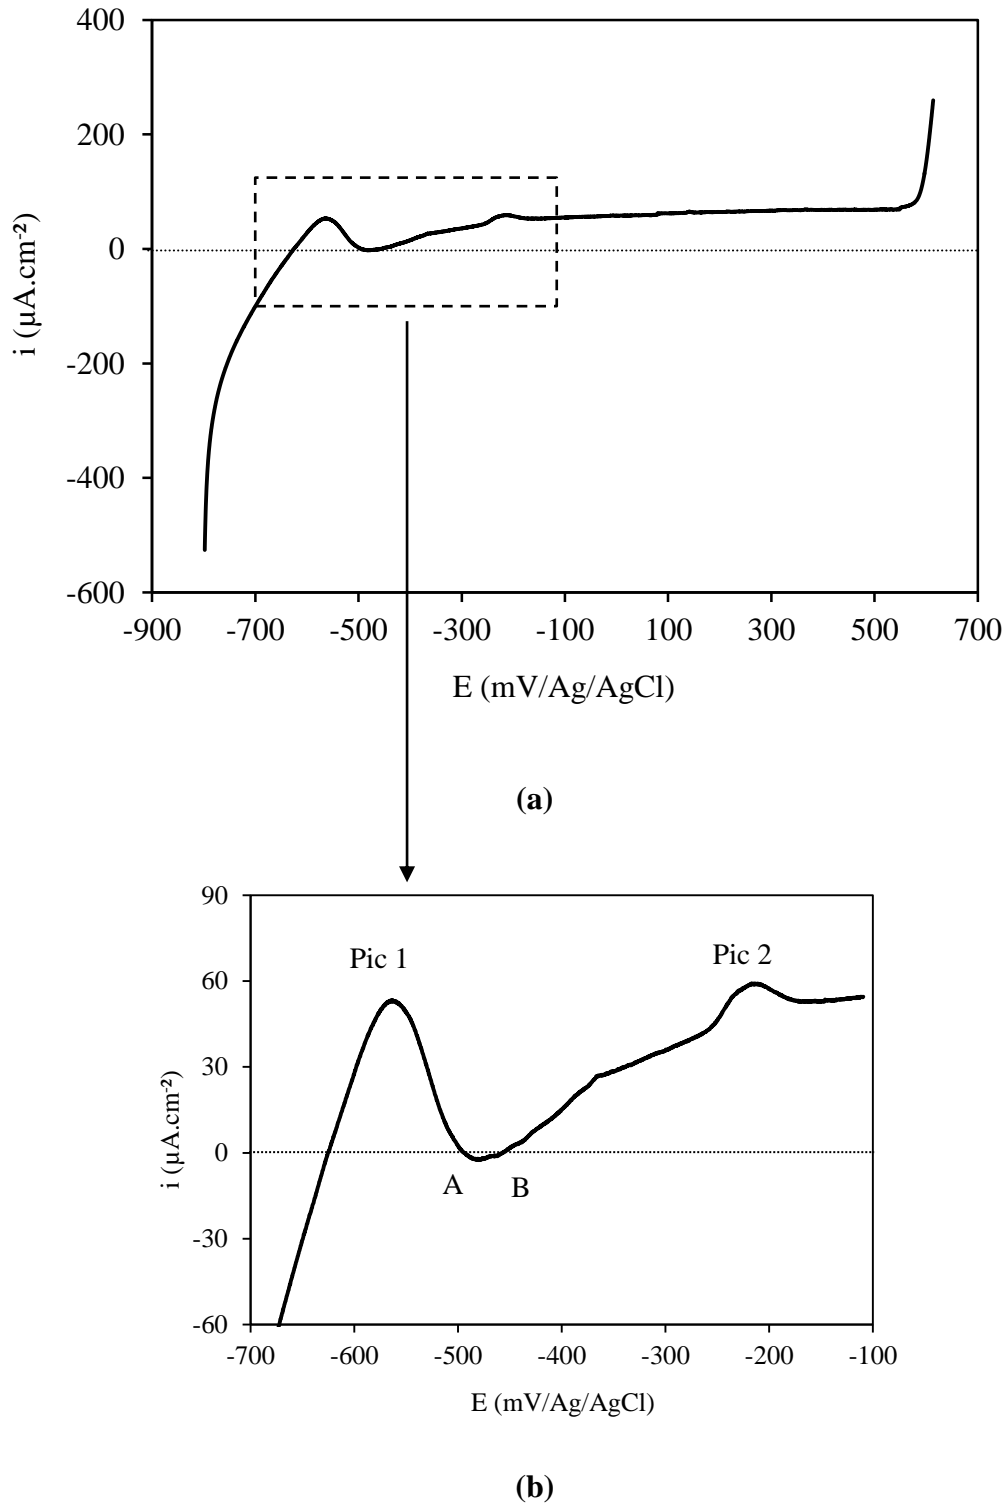 400
200
0
-200
-400
-600
-900 -700 -500 -300 -100 100 300 500 700
i (µA.cm⁻²)
E (mV/Ag/AgCl)
(a)
90
60
30
0
-30
-60
-700 -600 -500 -400 -300 -200 -100
Pic 1
Pic 2
A
B
i (µA.cm⁻²)
E (mV/Ag/AgCl)
(b)